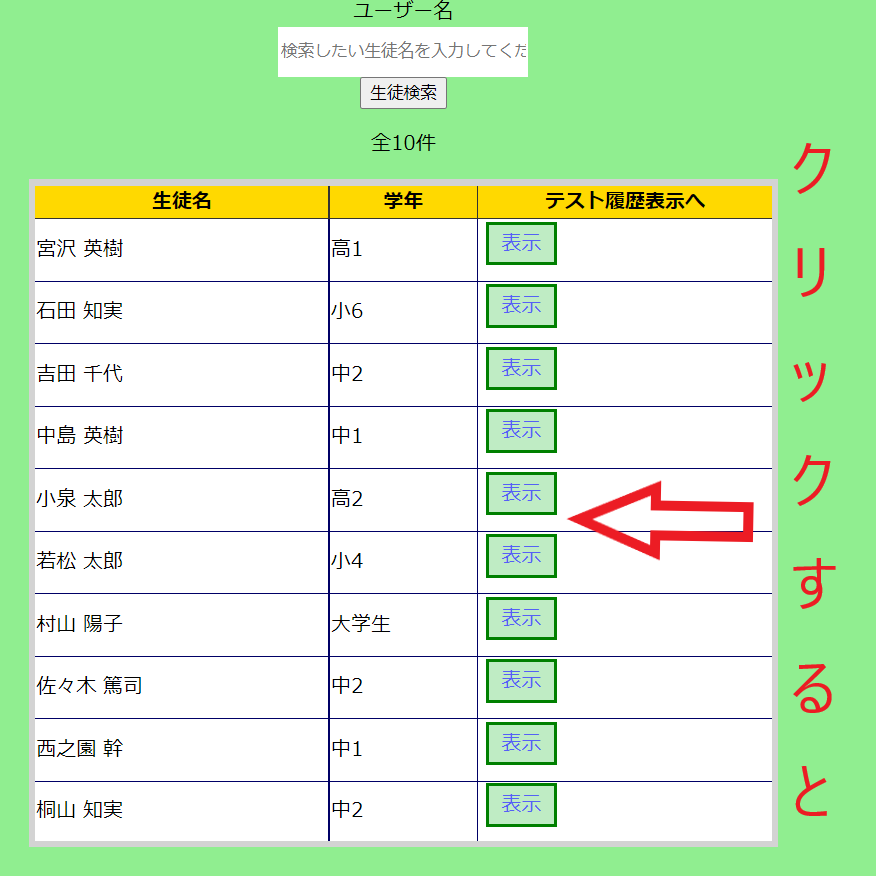 ユーザー名
検索したい生徒名を入力してくだ
生徒検索
全10件
生徒名 学年 テスト履歴表示へ
宮沢 英樹 高1 表示
石田 知実 小6 表示
吉田 千代 中2 表示
中島 英樹 中1 表示
小泉 太郎 高2 表示
若松 太郎 小4 表示
村山 陽子 大学生 表示
佐々木 篤司 中2 表示
西之園 幹 中1 表示
桐山 知実 中2 表示
クリックすると